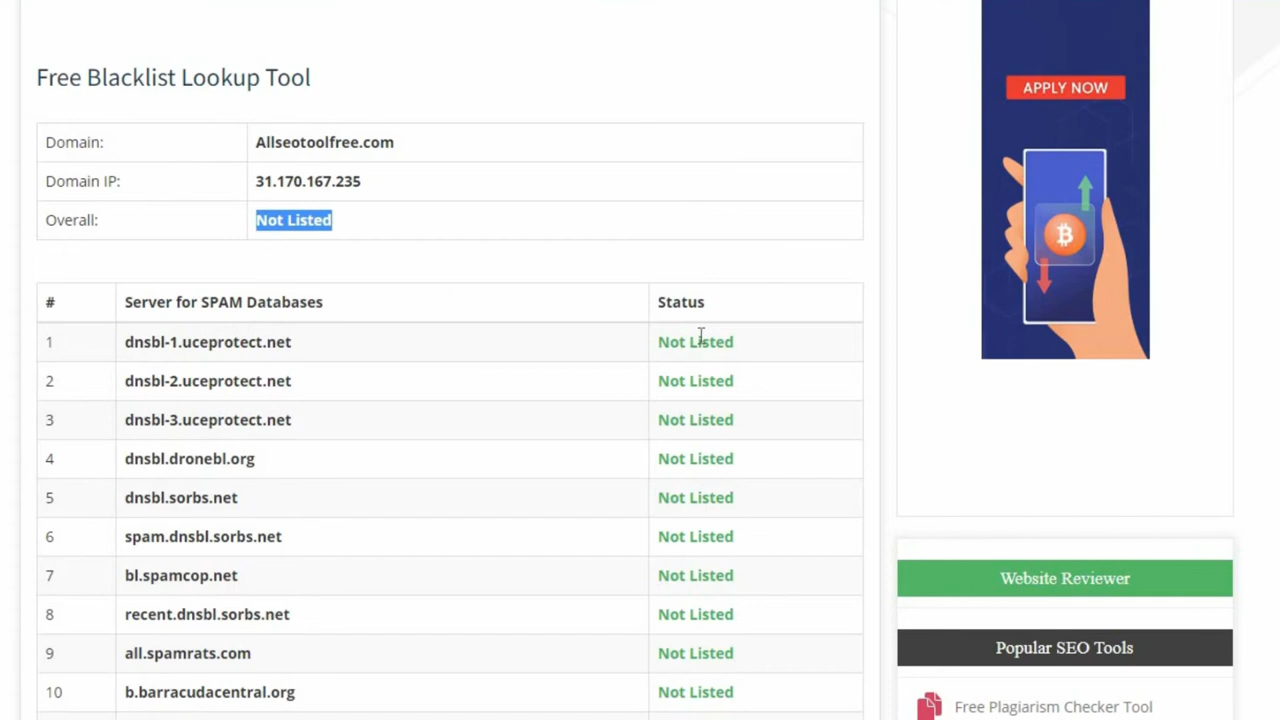 Free Blacklist Lookup Tool
Domain: Allseotoolfree.com
Domain IP: 31.170.167.235
Overall: Not Listed
# Server for SPAM Databases Status
1 dnsbl-1.uceprotect.net Not Listed
2 dnsbl-2.uceprotect.net Not Listed
3 dnsbl-3.uceprotect.net Not Listed
4 dnsbl.dronebl.org Not Listed
5 dnsbl.sorbs.net Not Listed
6 spam.dnsbl.sorbs.net Not Listed
7 bl.spamcop.net Not Listed
8 recent.dnsbl.sorbs.net Not Listed
9 all.spamrats.com Not Listed
10 b.barracudacentral.org Not Listed
APPLY NOW
Website Reviewer
Popular SEO Tools
Free Plagiarism Checker Tool